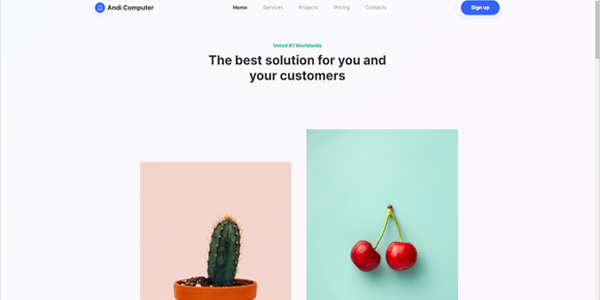 Andi Computer
Home Services Projects Pricing Contacts
Sign up
Voted #1 Worldwide
The best solution for you and
your customers